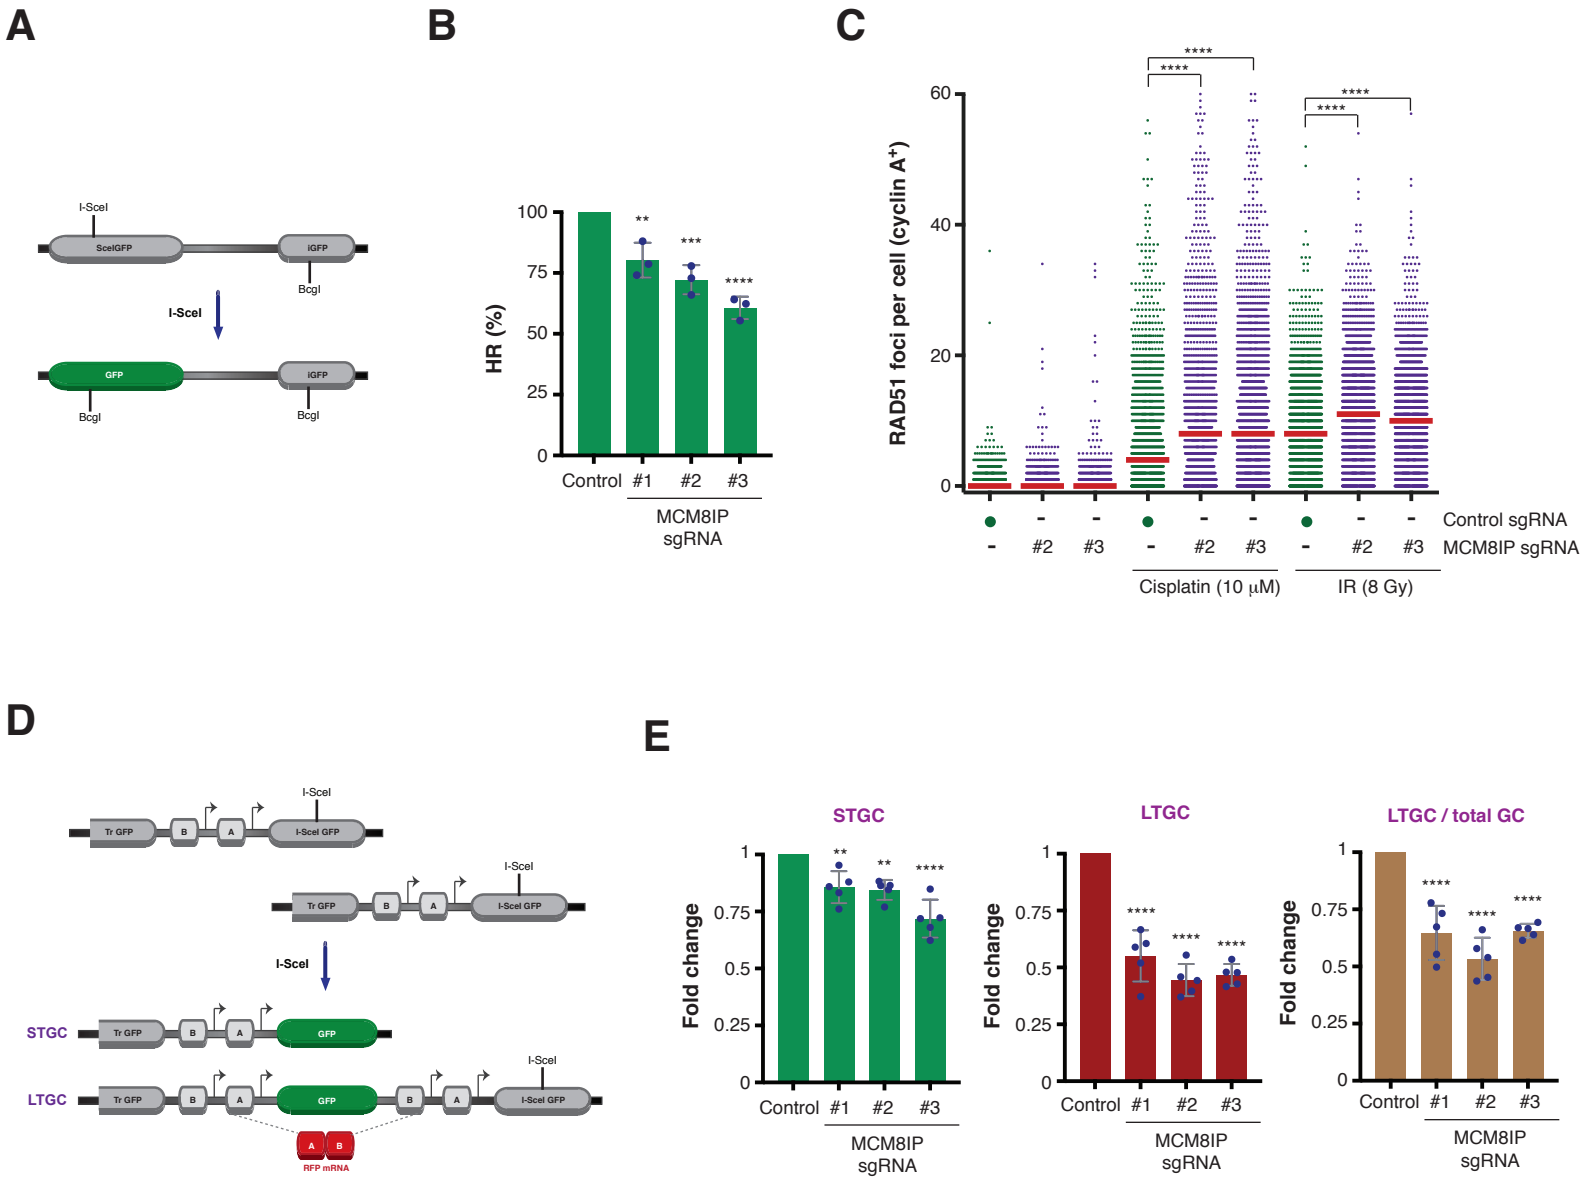 A
I-SceI
SceIGFP
iGFP
BcgI
I-SceI
GFP
iGFP
BcgI
BcgI
B
HR (%)
100
75
50
25
0
**
***
****
Control
#1
#2
#3
MCM8IP
sgRNA
C
RAD51 foci per cell (cyclin A+)
60
40
20
0
****
****
****
****
- - - - - - Control sgRNA
- #2 #3 - #2 #3 - #2 #3 MCM8IP sgRNA
Cisplatin (10 μM)
IR (8 Gy)
D
I-SceI
Tr GFP
B
A
I-SceI GFP
I-SceI
Tr GFP
B
A
I-SceI GFP
I-SceI
STGC
Tr GFP
B
A
GFP
I-SceI
LTGC
Tr GFP
B
A
GFP
B
A
I-SceI GFP
A
B
RFP mRNA
E
STGC
Fold change
1
0.75
0.5
0.25
0
**
**
****
Control
#1
#2
#3
MCM8IP
sgRNA
LTGC
Fold change
1
0.75
0.5
0.25
0
****
****
****
Control
#1
#2
#3
MCM8IP
sgRNA
LTGC / total GC
Fold change
1
0.75
0.5
0.25
0
****
****
****
Control
#1
#2
#3
MCM8IP
sgRNA